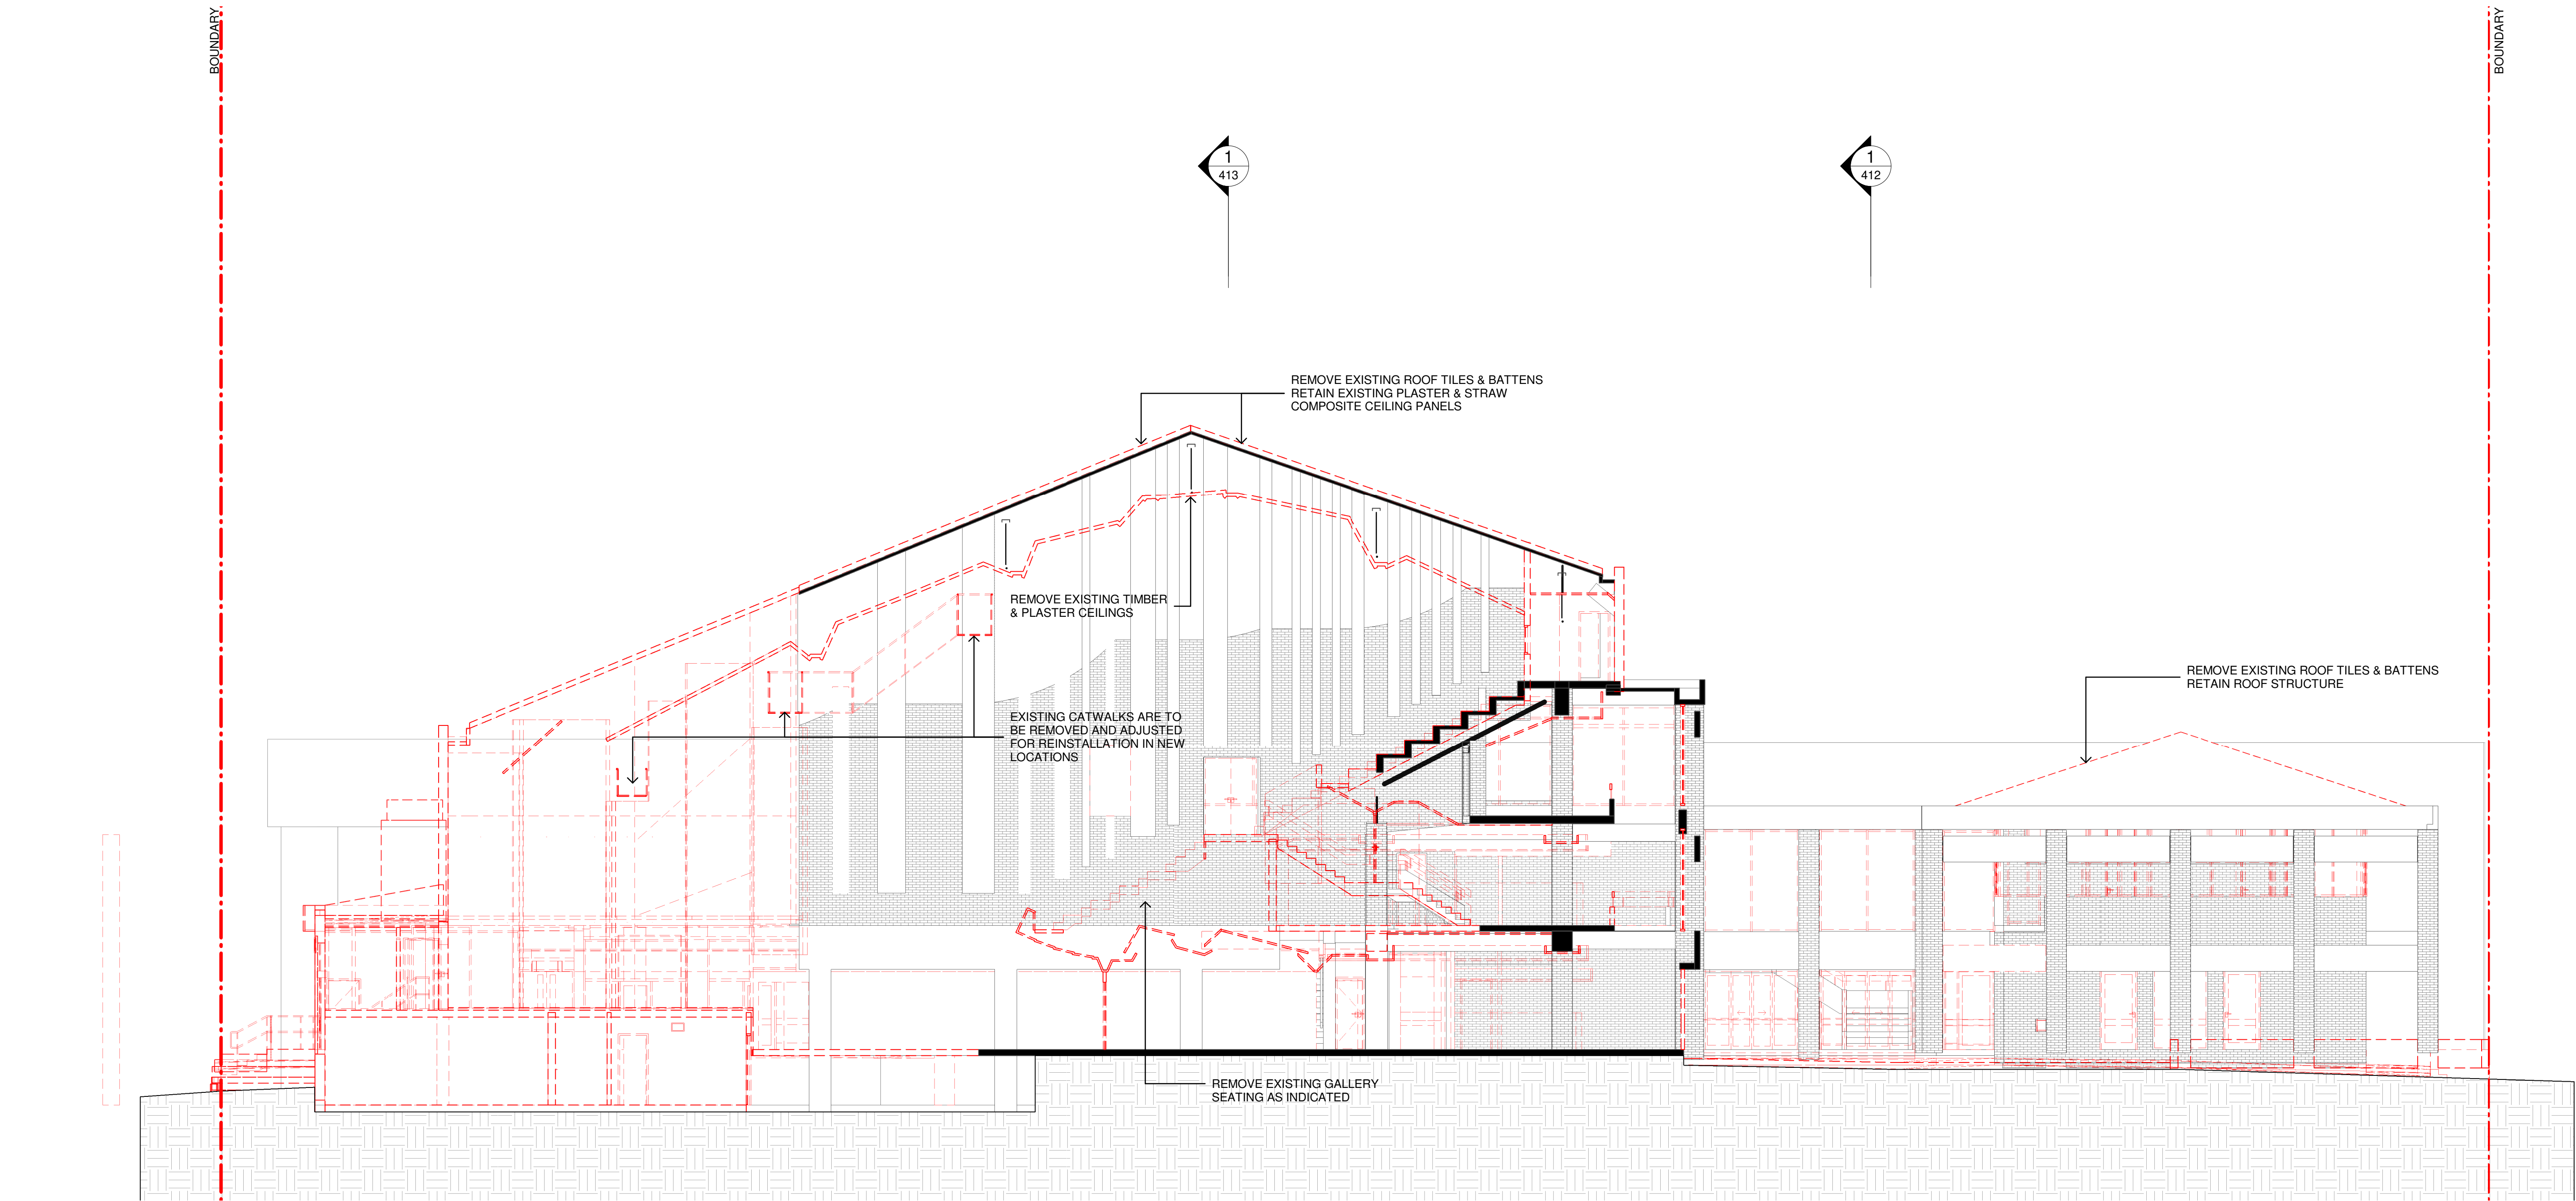 BOUNDARY
BOUNDARY
1
413
1
412
REMOVE EXISTING ROOF TILES & BATTENS
RETAIN EXISTING PLASTER & STRAW
COMPOSITE CEILING PANELS
REMOVE EXISTING TIMBER
& PLASTER CEILINGS
REMOVE EXISTING ROOF TILES & BATTENS
RETAIN ROOF STRUCTURE
EXISTING CATWALKS ARE TO
BE REMOVED AND ADJUSTED
FOR REINSTALLATION IN NEW
LOCATIONS
REMOVE EXISTING GALLERY
SEATING AS INDICATED